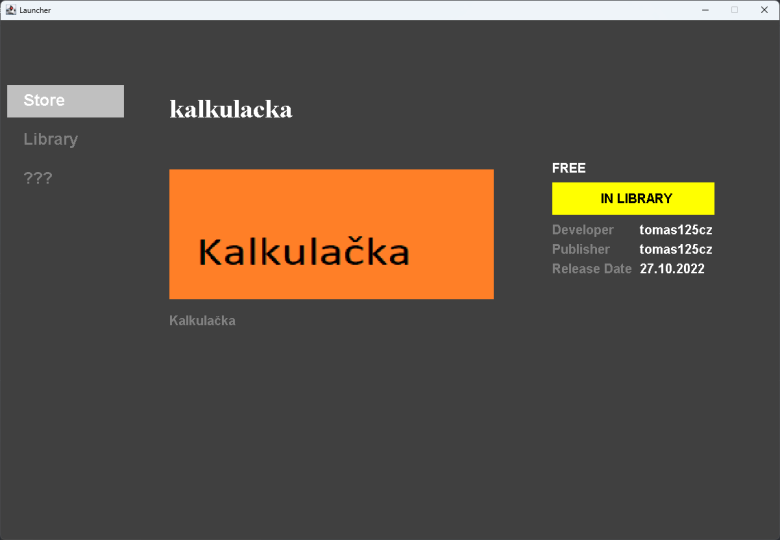 Launcher
Store
Library
???
kalkulacka
Kalkulačka
Kalkulačka
FREE
IN LIBRARY
Developer tomas125cz
Publisher tomas125cz
Release Date 27.10.2022